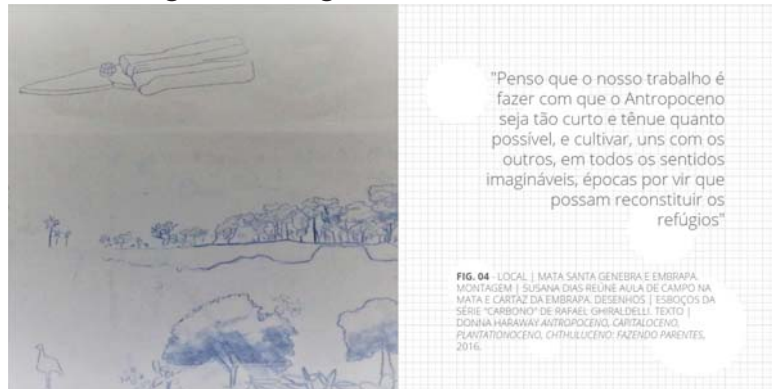 "Penso que o nosso trabalho é
fazer com que o Antropoceno
seja tão curto e tênue quanto
possível, e cultivar, uns com os
outros, em todos os sentidos
imagináveis, épocas por vir que
possam reconstituir os
refúgios"
FIG. 04 - LOCAL | MATA SANTA GENEBRA E EMBRAPA.
MONTAGEM | SUSANA DIAS REÚNE AULA DE CAMPO NA
MATA E CARTAZ DA EMBRAPA. DESENHOS | ESBOÇOS DA
SÉRIE "CARBONO" DE RAFAEL GHIRALDELLI. TEXTO |
DONNA HARAWAY ANTROPOCENO, CAPITALOCENO,
PLANTATIONOCENO, CHTHULUCENO: FAZENDO PARENTES,
2016.